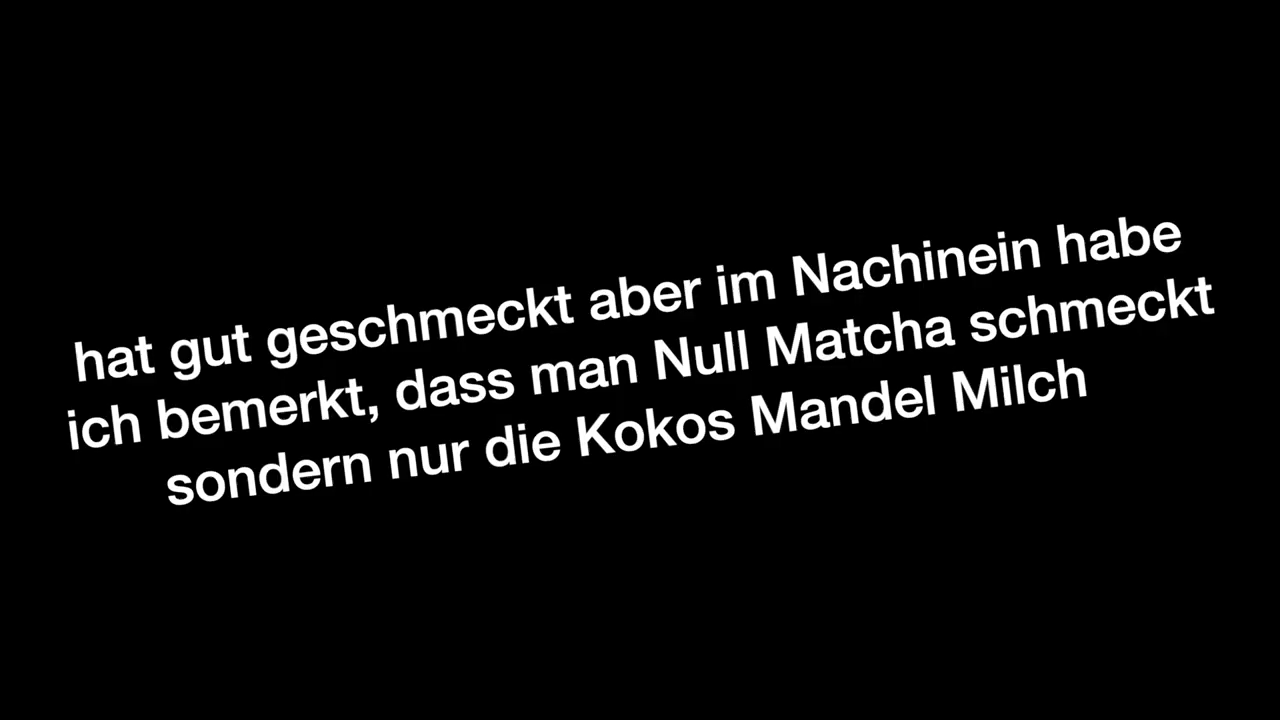 hat gut geschmeckt aber im Nachinein habe
ich bemerkt, dass man Null Matcha schmeckt
sondern nur die Kokos Mandel Milch